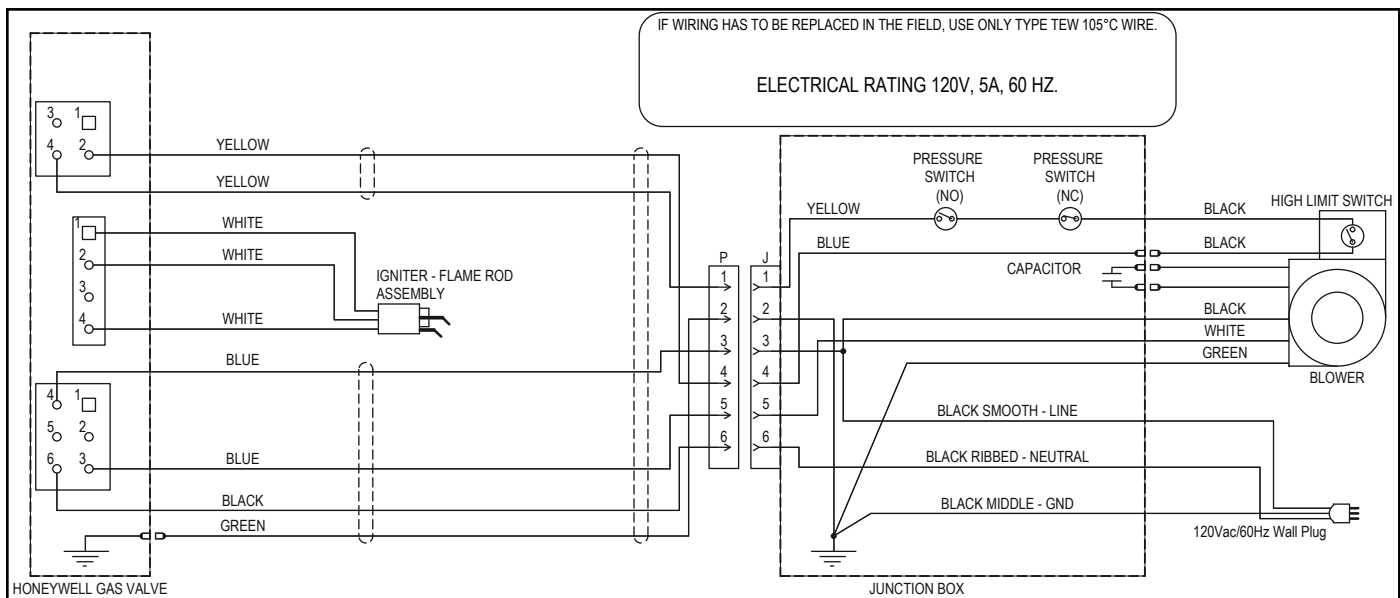 IF WIRING HAS TO BE REPLACED IN THE FIELD, USE ONLY TYPE TEW 105°C WIRE.
ELECTRICAL RATING 120V, 5A, 60 HZ.
3 1
4 2
YELLOW
YELLOW
1
2
3
4
WHITE
WHITE
WHITE
IGNITER - FLAME ROD
ASSEMBLY
4 1
5 2
6 3
BLUE
BLUE
BLACK
GREEN
HONEYWELL GAS VALVE
P J
1 1
2 2
3 3
4 4
5 5
6 6
PRESSURE
SWITCH
(NO)
PRESSURE
SWITCH
(NC)
YELLOW
BLUE
CAPACITOR
BLACK
BLACK
HIGH LIMIT SWITCH
BLACK
WHITE
GREEN
BLOWER
BLACK SMOOTH - LINE
BLACK RIBBED - NEUTRAL
BLACK MIDDLE - GND
120Vac/60Hz Wall Plug
JUNCTION BOX